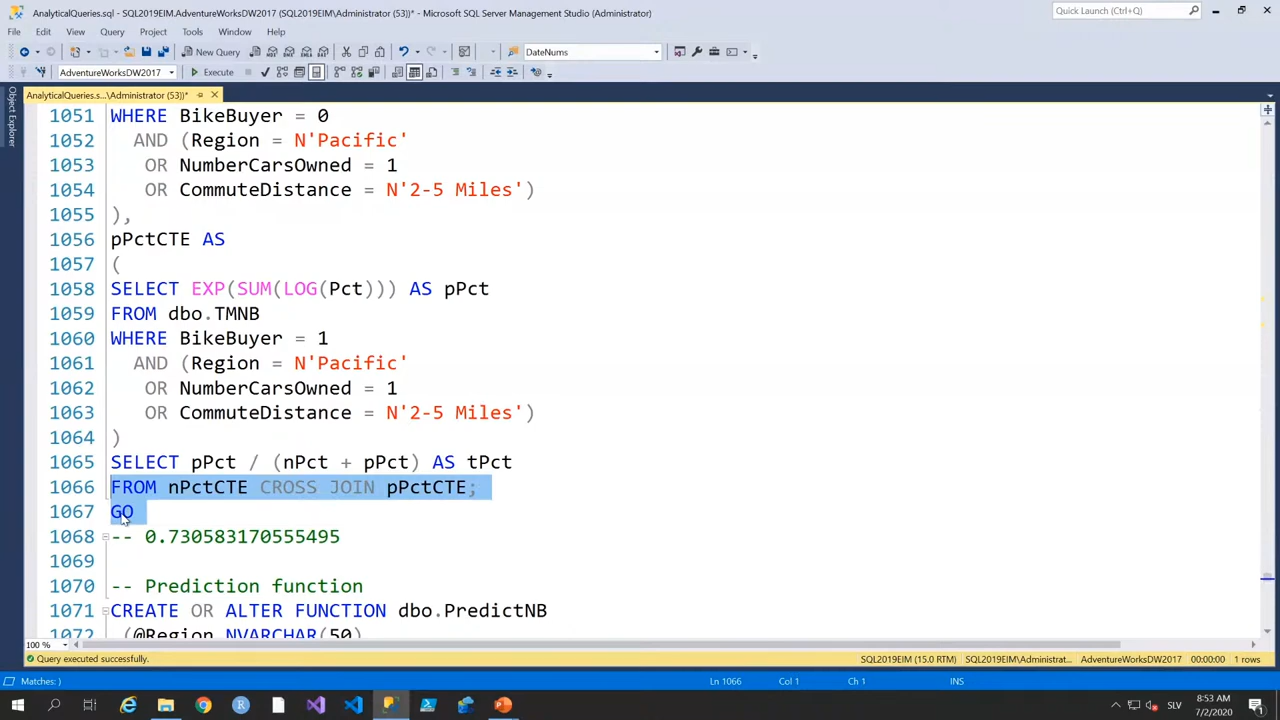 AnalyticalQueries.sql - SQL2019EIM.AdventureWorksDW2017 (SQL2019EIM\Administrator (53))* - Microsoft SQL Server Management Studio (Administrator)
Quick Launch (Ctrl+Q)
File Edit View Query Project Tools Window Help
New Query
DateNums
AdventureWorksDW2017
Execute
Object Explorer
AnalyticalQueries.s...\Administrator (53))*
1051 WHERE BikeBuyer = 0
1052 AND (Region = N'Pacific'
1053 OR NumberCarsOwned = 1
1054 OR CommuteDistance = N'2-5 Miles')
1055 ),
1056 pPctCTE AS
1057 (
1058 SELECT EXP(SUM(LOG(Pct))) AS pPct
1059 FROM dbo.TMNB
1060 WHERE BikeBuyer = 1
1061 AND (Region = N'Pacific'
1062 OR NumberCarsOwned = 1
1063 OR CommuteDistance = N'2-5 Miles')
1064 )
1065 SELECT pPct / (nPct + pPct) AS tPct
1066 FROM nPctCTE CROSS JOIN pPctCTE;
1067 GO
1068 -- 0.730583170555495
1069
1070 -- Prediction function
1071 CREATE OR ALTER FUNCTION dbo.PredictNB
1072 (@Region NVARCHAR(50)
100 %
Query executed successfully.
SQL2019EIM (15.0 RTM) SQL2019EIM\Administrat... AdventureWorksDW2017 00:00:00 1 rows
Matches: )
Ln 1066 Col 1 Ch 1 INS
SLV
8:53 AM
7/2/2020